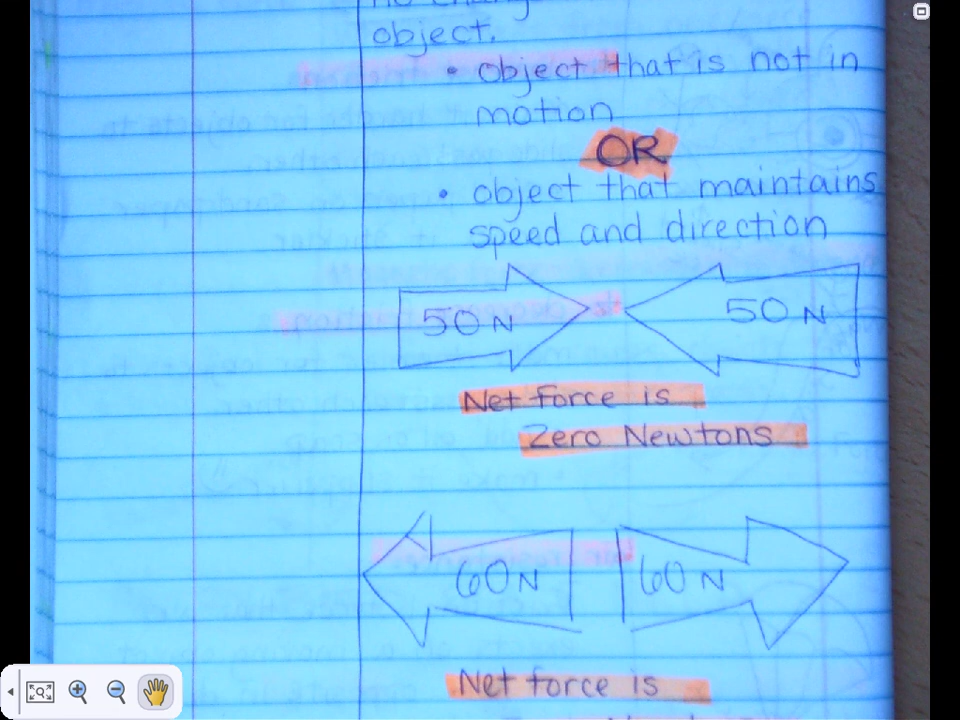 object.
• object that is not in
motion
OR
• object that maintains
speed and direction
50 N 50 N
Net force is
Zero Newtons
60 N 60 N
Net force is